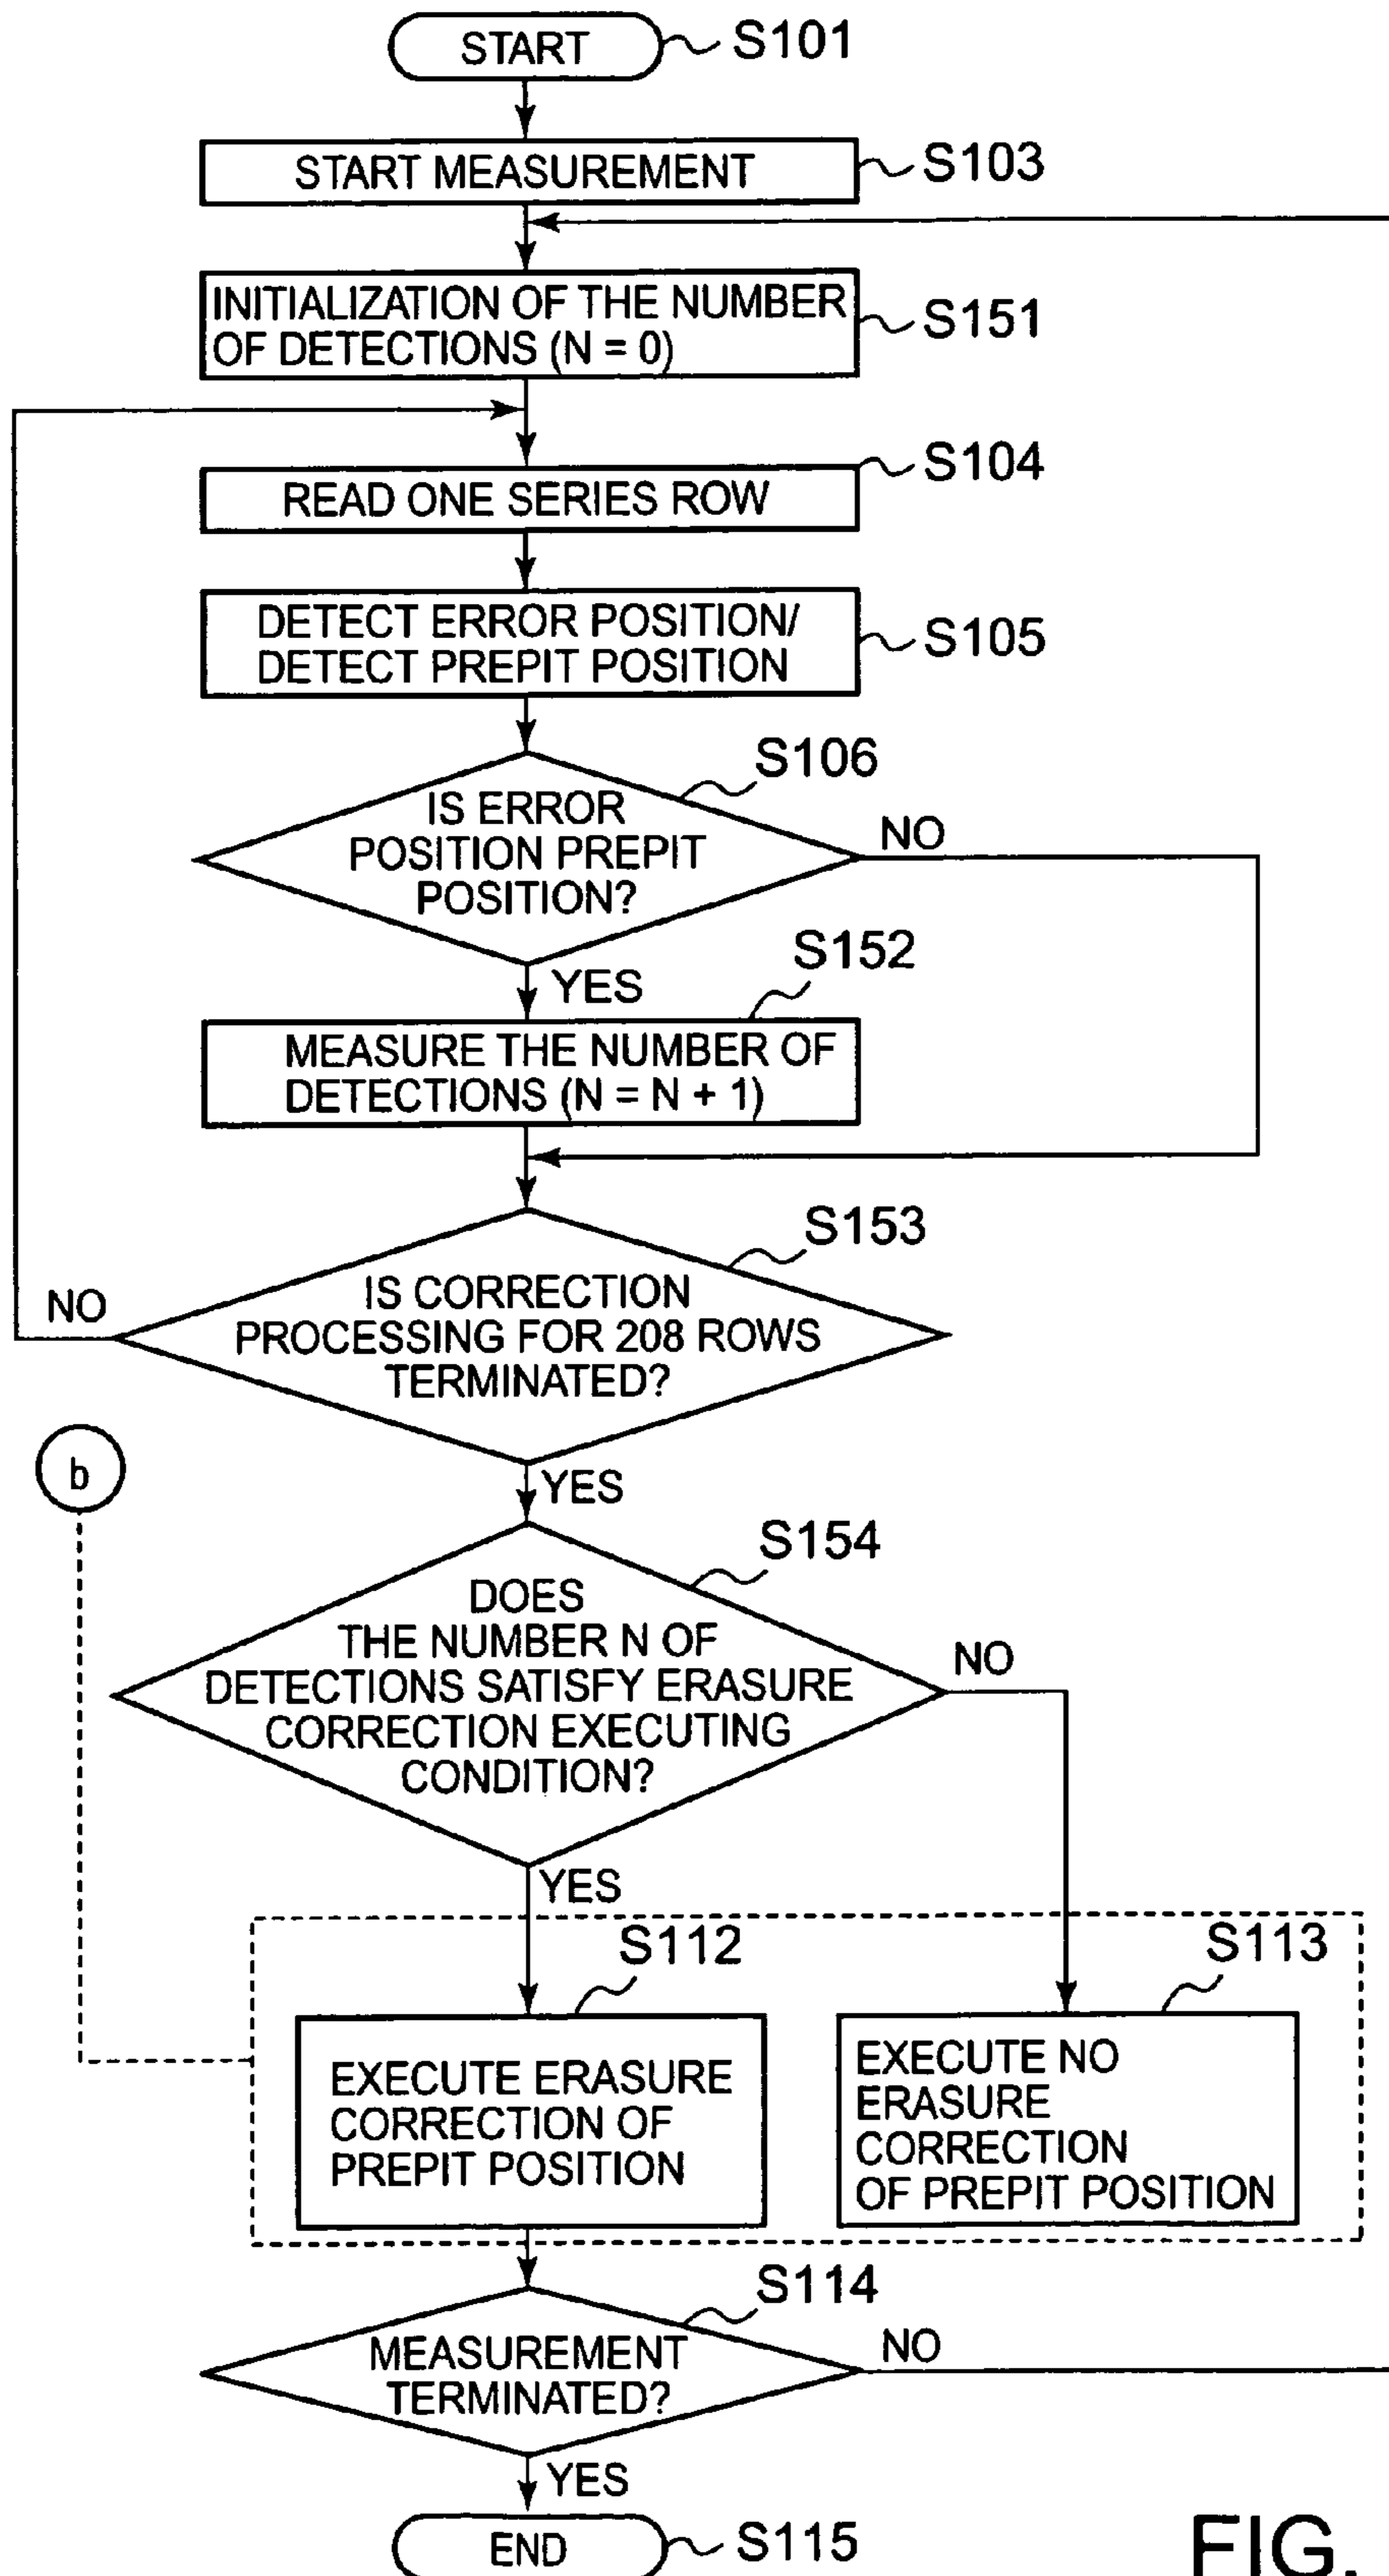 START
S101
START MEASUREMENT
S103
INITIALIZATION OF THE NUMBER
OF DETECTIONS (N = 0)
S151
S104
READ ONE SERIES ROW
DETECT ERROR POSITION/
DETECT PREPIT POSITION
S105
S106
IS ERROR
POSITION PREPIT
POSITION?
NO
YES
S152
MEASURE THE NUMBER OF
DETECTIONS (N = N + 1)
S153
IS CORRECTION
PROCESSING FOR 208 ROWS
TERMINATED?
NO
b
YES
S154
DOES
THE NUMBER N OF
DETECTIONS SATISFY ERASURE
CORRECTION EXECUTING
CONDITION?
NO
YES
S112
S113
EXECUTE ERASURE
CORRECTION OF
PREPIT POSITION
EXECUTE NO
ERASURE
CORRECTION
OF PREPIT POSITION
S114
MEASUREMENT
TERMINATED?
NO
YES
END
S115
FIG.